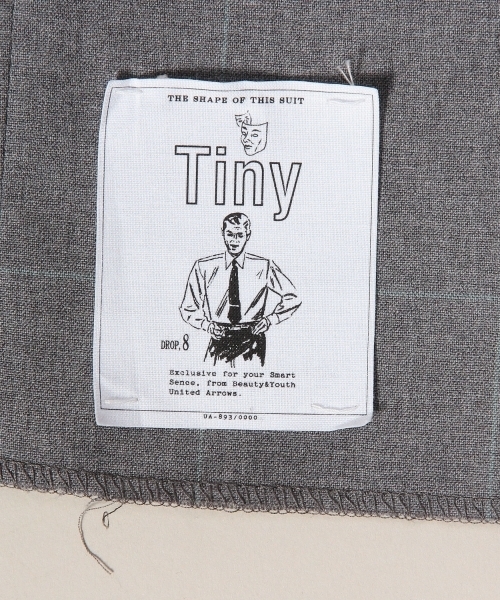 THE SHAPE OF THIS SUIT
Tiny
DROP, 8
Exclusive for your Smart
Sence, from Beauty&Youth
United Arrows.
UA-893/0000